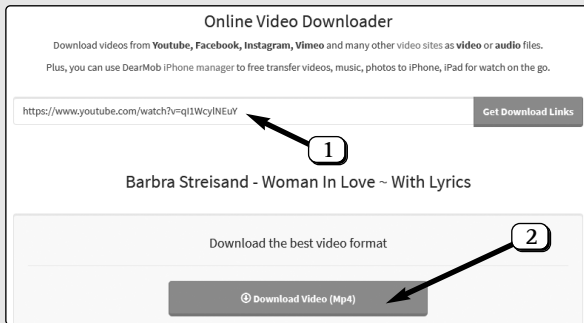 Online Video Downloader
Download videos from Youtube, Facebook, Instagram, Vimeo and many other video sites as video or audio files.
Plus, you can use DearMob iPhone manager to free transfer videos, music, photos to iPhone, iPad for watch on the go.
https://www.youtube.com/watch?v=qI1WcylNEuY
Get Download Links
1
Barbra Streisand - Woman In Love ~ With Lyrics
2
Download the best video format
Download Video (Mp4)